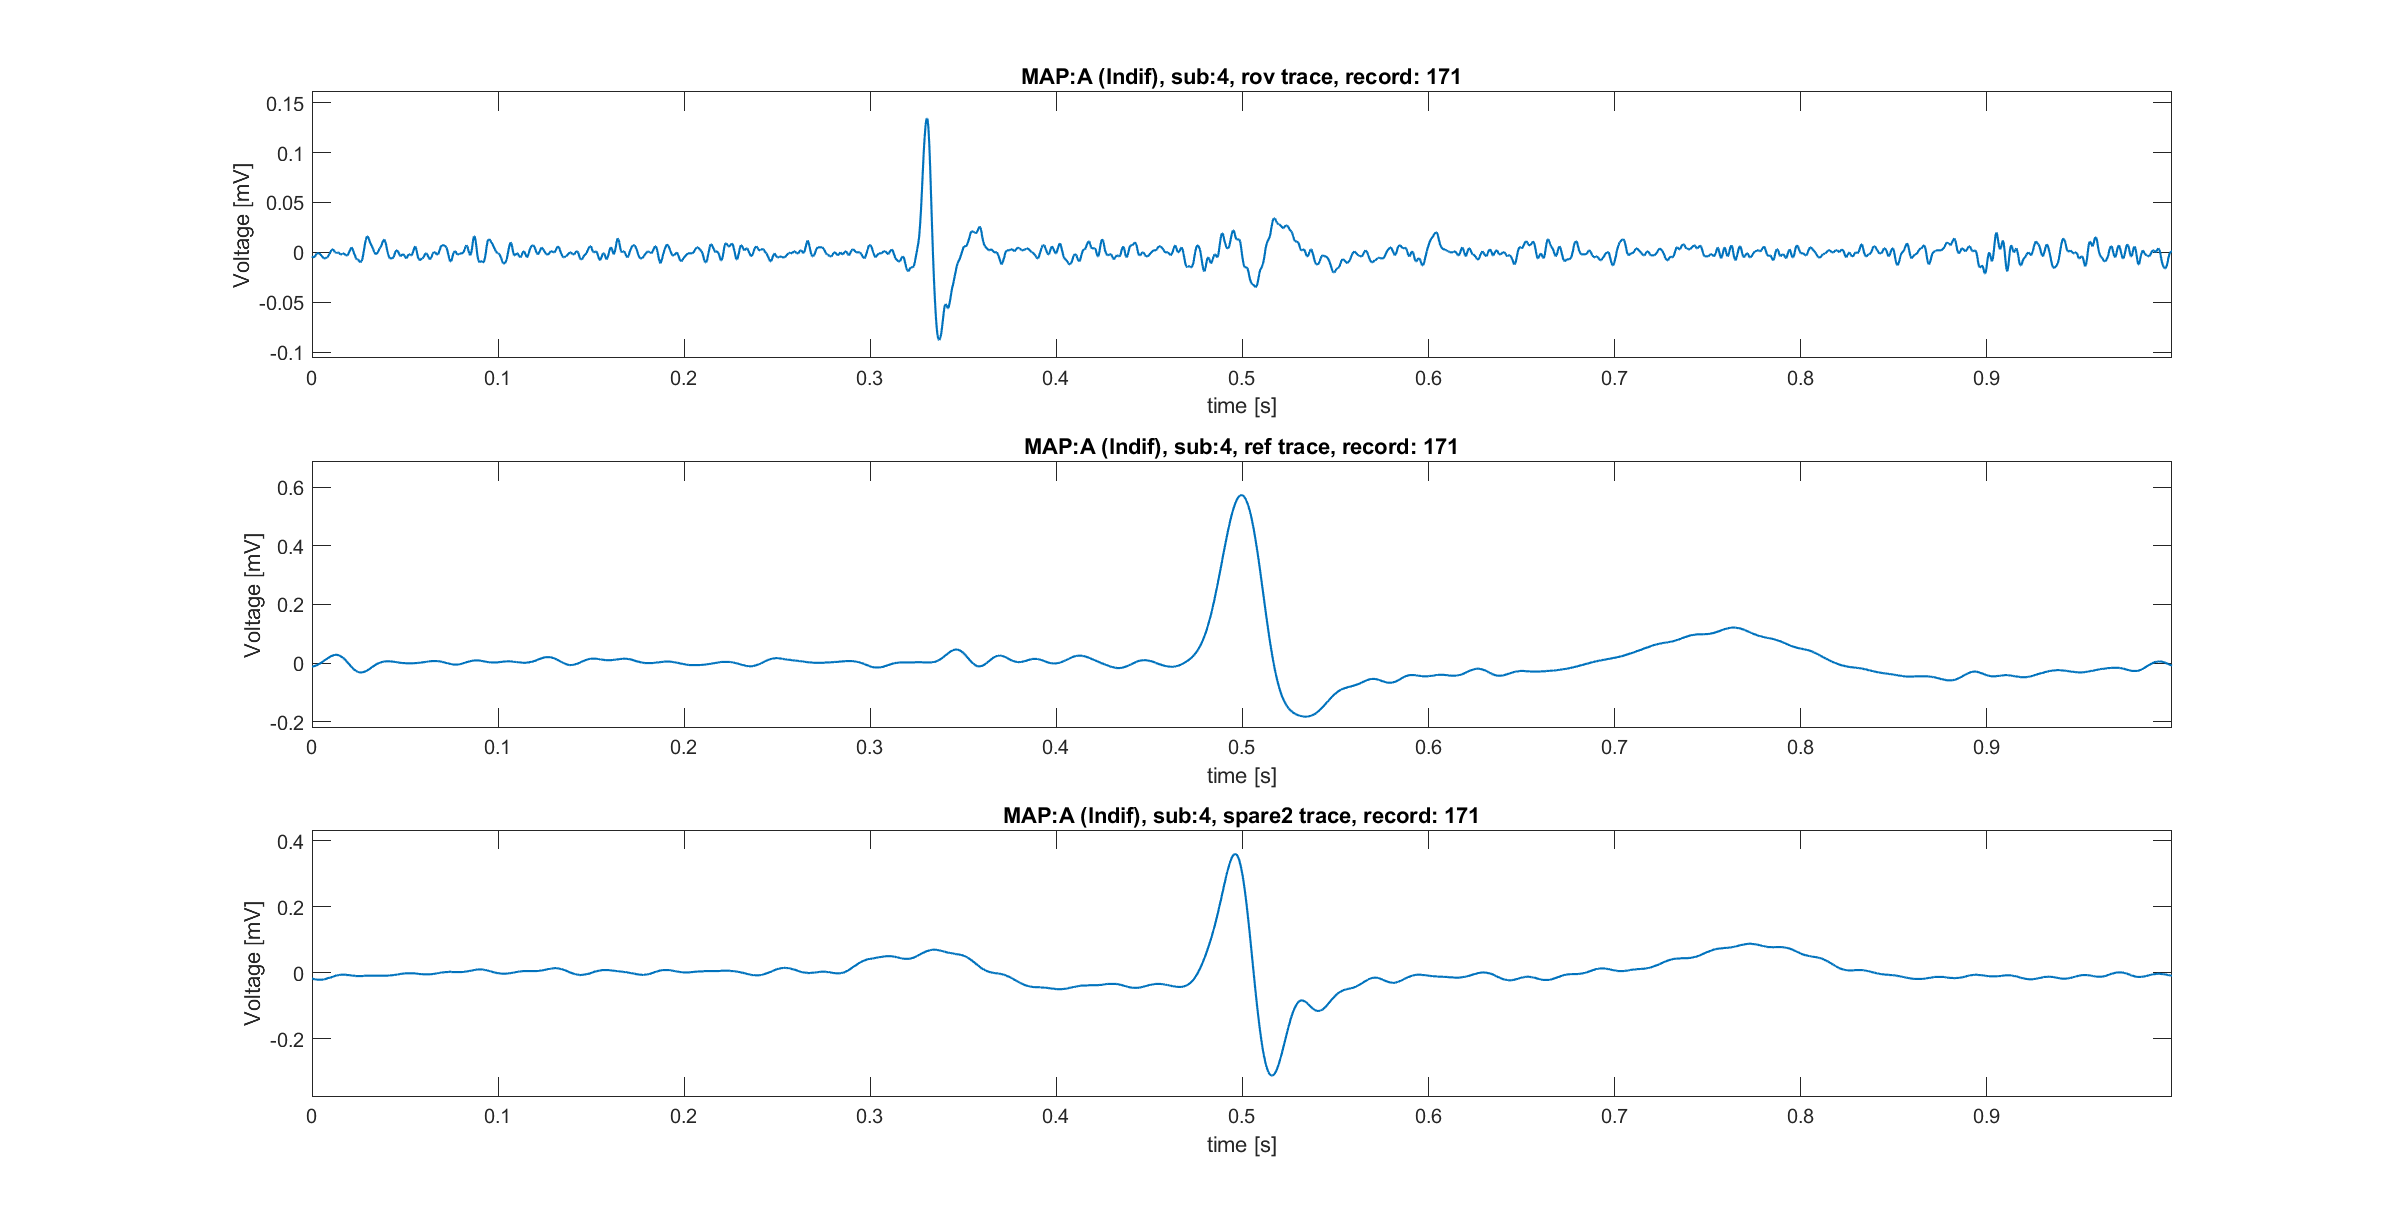 MAP:A (Indif), sub:4, rov trace, record: 171
Voltage [mV]
0.15
0.1
0.05
0
-0.05
-0.1
0 0.1 0.2 0.3 0.4 0.5 0.6 0.7 0.8 0.9
time [s]
MAP:A (Indif), sub:4, ref trace, record: 171
Voltage [mV]
0.6
0.4
0.2
0
-0.2
0 0.1 0.2 0.3 0.4 0.5 0.6 0.7 0.8 0.9
time [s]
MAP:A (Indif), sub:4, spare2 trace, record: 171
Voltage [mV]
0.4
0.2
0
-0.2
0 0.1 0.2 0.3 0.4 0.5 0.6 0.7 0.8 0.9
time [s]